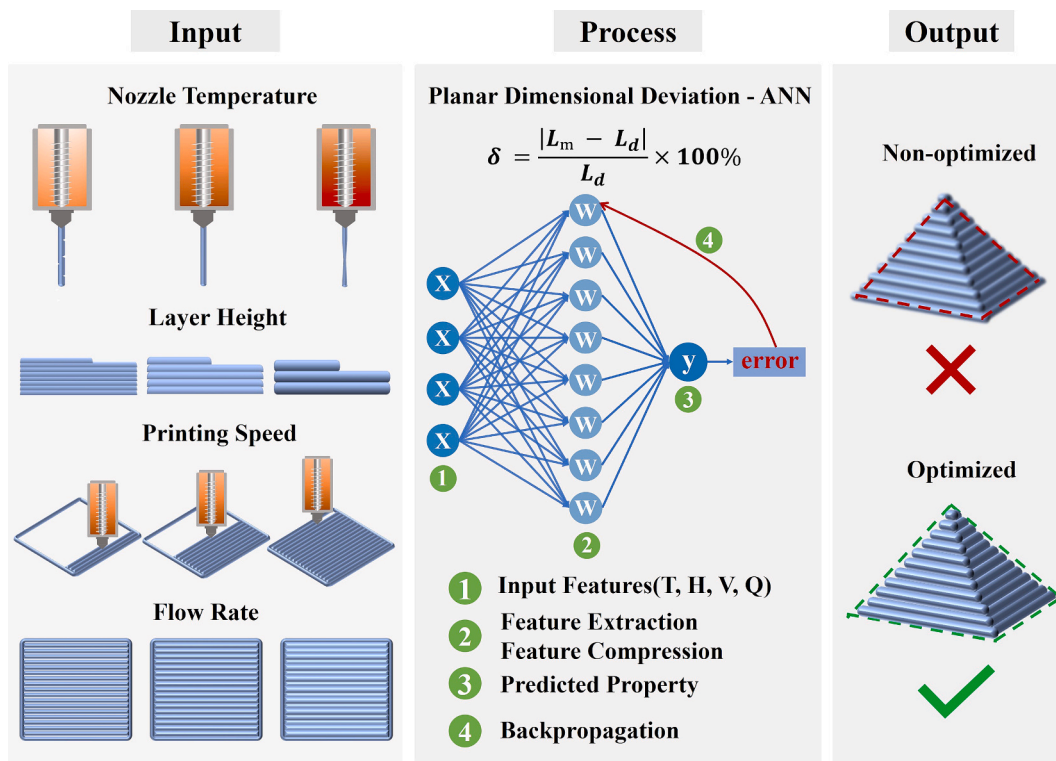 Input
Nozzle Temperature
Layer Height
Printing Speed
Flow Rate
Process
Planar Dimensional Deviation - ANN
δ = |Lm − Ld| / Ld × 100%
X
X
X
X
W
W
W
W
W
W
W
W
y
error
1
2
3
4
1 Input Features(T, H, V, Q)
2 Feature Extraction
Feature Compression
3 Predicted Property
4 Backpropagation
Output
Non-optimized
Optimized